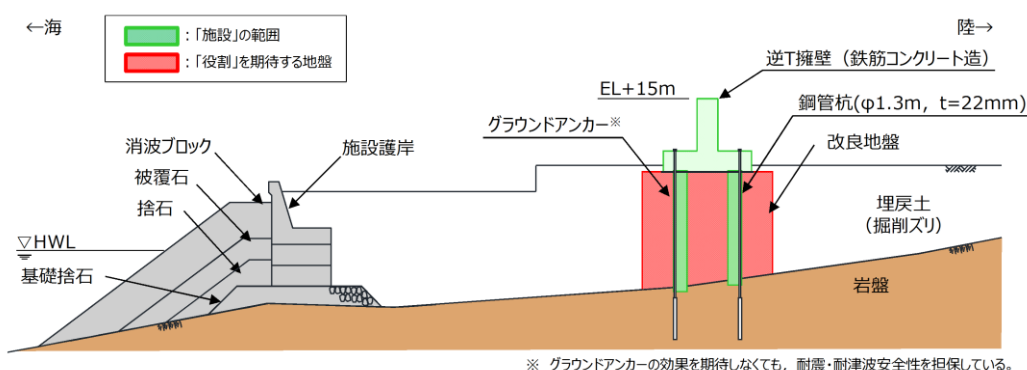 ←海
陸→
：「施設」の範囲
：「役割」を期待する地盤
逆T擁壁（鉄筋コンクリート造）
EL+15m
鋼管杭(φ1.3m, t=22mm)
グラウンドアンカー※
改良地盤
消波ブロック
施設護岸
被覆石
捨石
埋戻土
（掘削ズリ）
▽HWL
基礎捨石
岩盤
※ グラウンドアンカーの効果を期待しなくても，耐震・耐津波安全性を担保している。